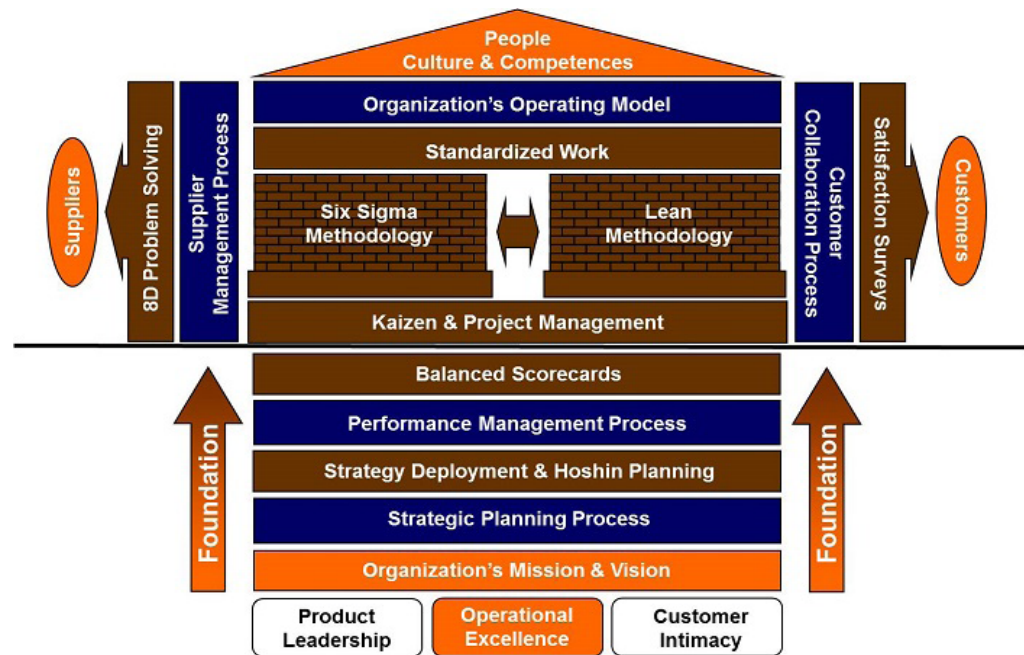 People
Culture & Competences
Organization's Operating Model
Standardized Work
Suppliers
8D Problem Solving
Supplier
Management Process
Six Sigma
Methodology
Lean
Methodology
Customer
Collaboration Process
Satisfaction Surveys
Customers
Kaizen & Project Management
Foundation
Balanced Scorecards
Performance Management Process
Strategy Deployment & Hoshin Planning
Strategic Planning Process
Organization's Mission & Vision
Foundation
Product
Leadership
Operational
Excellence
Customer
Intimacy